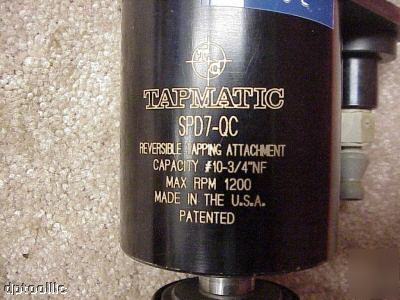 TAPMATIC
SPD7-QC
REVERSIBLE TAPPING ATTACHMENT
CAPACITY #10-3/4"NF
MAX RPM 1200
MADE IN THE U.S.A.
PATENTED
dptoolllc